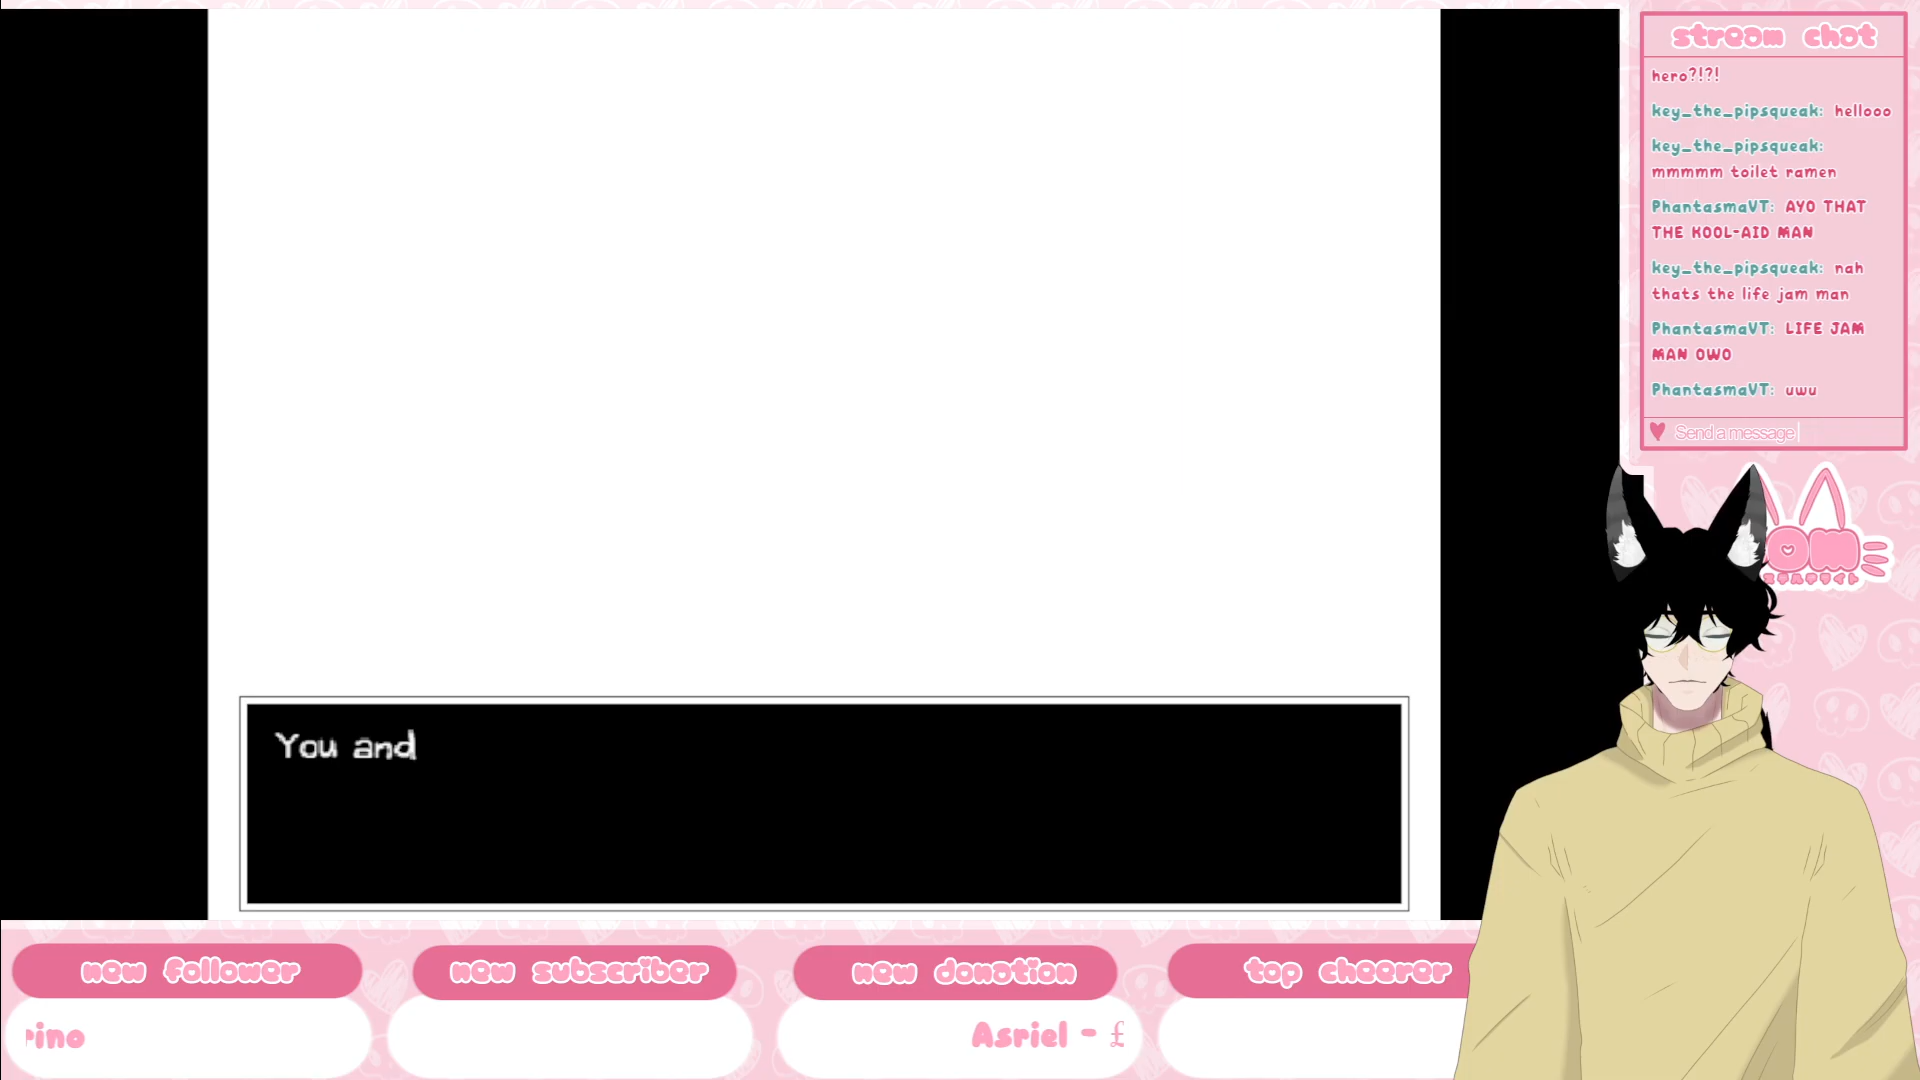 stream chat
hero?!?!
key_the_pipsqueak: hellooo
key_the_pipsqueak:
mmmmm toilet ramen
PhantasmaVT: AYO THAT
THE KOOL-AID MAN
key_the_pipsqueak: nah
thats the life jam man
PhantasmaVT: LIFE JAM
MAN OWO
PhantasmaVT: uwu
Send a message
OM
You and
new follower
new subscriber
new donation
top cheerer
rino
Asriel - £